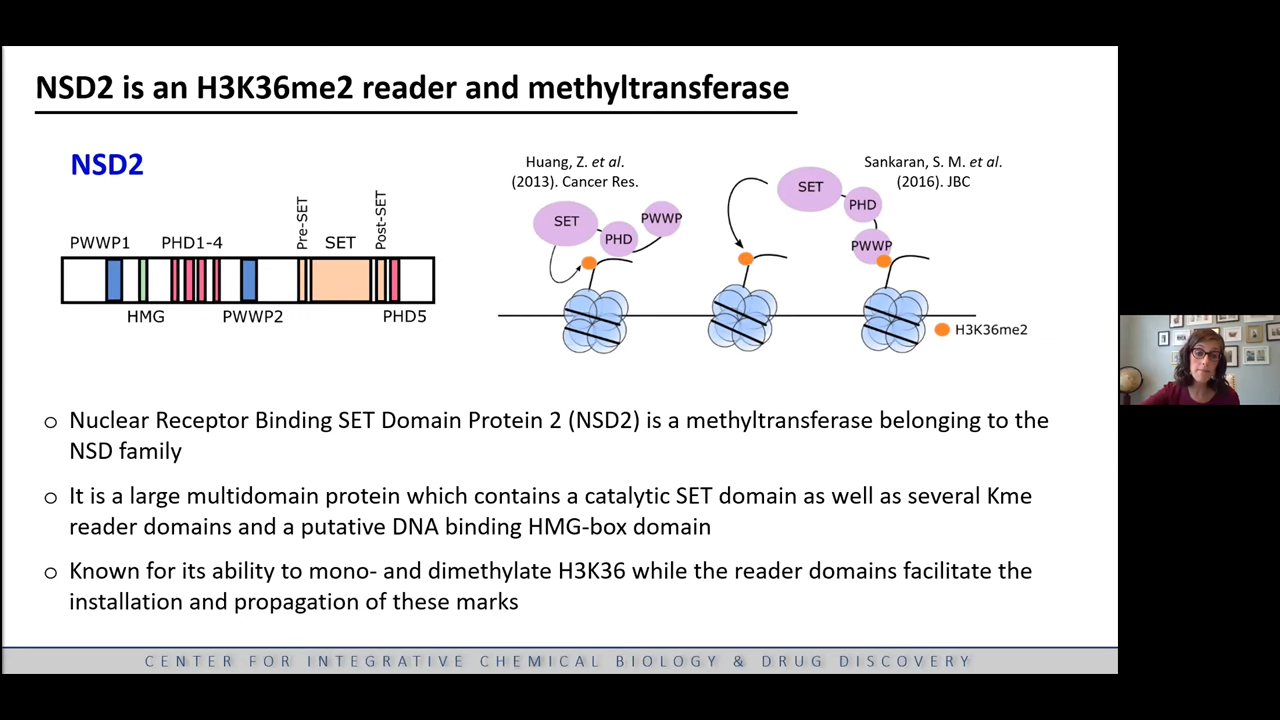 NSD2 is an H3K36me2 reader and methyltransferase
NSD2
PWWP1
HMG
PHD1-4
PWWP2
Pre-SET
SET
Post-SET
PHD5
Huang, Z. et al.
(2013). Cancer Res.
SET
PHD
PWWP
Sankaran, S. M. et al.
(2016). JBC
SET
PHD
PWWP
H3K36me2
o Nuclear Receptor Binding SET Domain Protein 2 (NSD2) is a methyltransferase belonging to the
NSD family
o It is a large multidomain protein which contains a catalytic SET domain as well as several Kme
reader domains and a putative DNA binding HMG-box domain
o Known for its ability to mono- and dimethylate H3K36 while the reader domains facilitate the
installation and propagation of these marks
CENTER FOR INTEGRATIVE CHEMICAL BIOLOGY & DRUG DISCOVERY